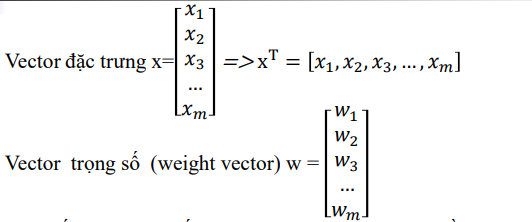 Vector đặc trưng x=[x₁ x₂ x₃ ... xₘ] =>xᵀ = [x₁, x₂, x₃, ..., xₘ]
Vector trọng số (weight vector) w = [w₁ w₂ w₃ ... wₘ]